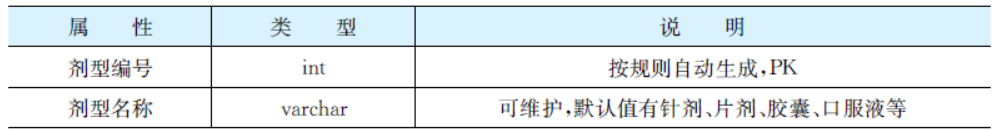 属 性 类 型 说 明
剂型编号 int 按规则自动生成,PK
剂型名称 varchar 可维护,默认值有针剂、片剂、胶囊、口服液等